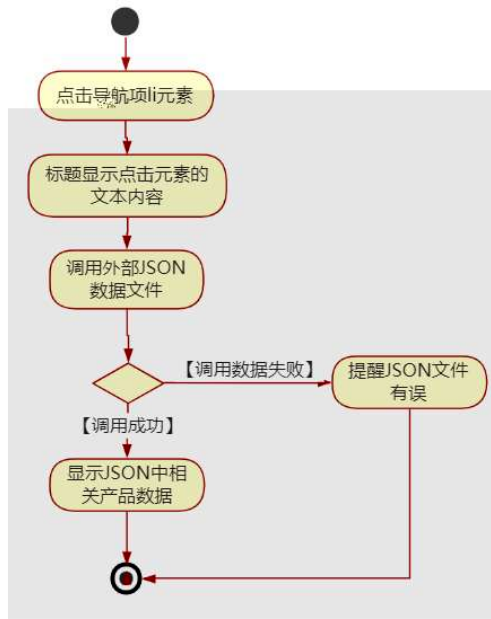 点击导航项li元素
标题显示点击元素的
文本内容
调用外部JSON
数据文件
【调用数据失败】
提醒JSON文件
有误
【调用成功】
显示JSON中相
关产品数据